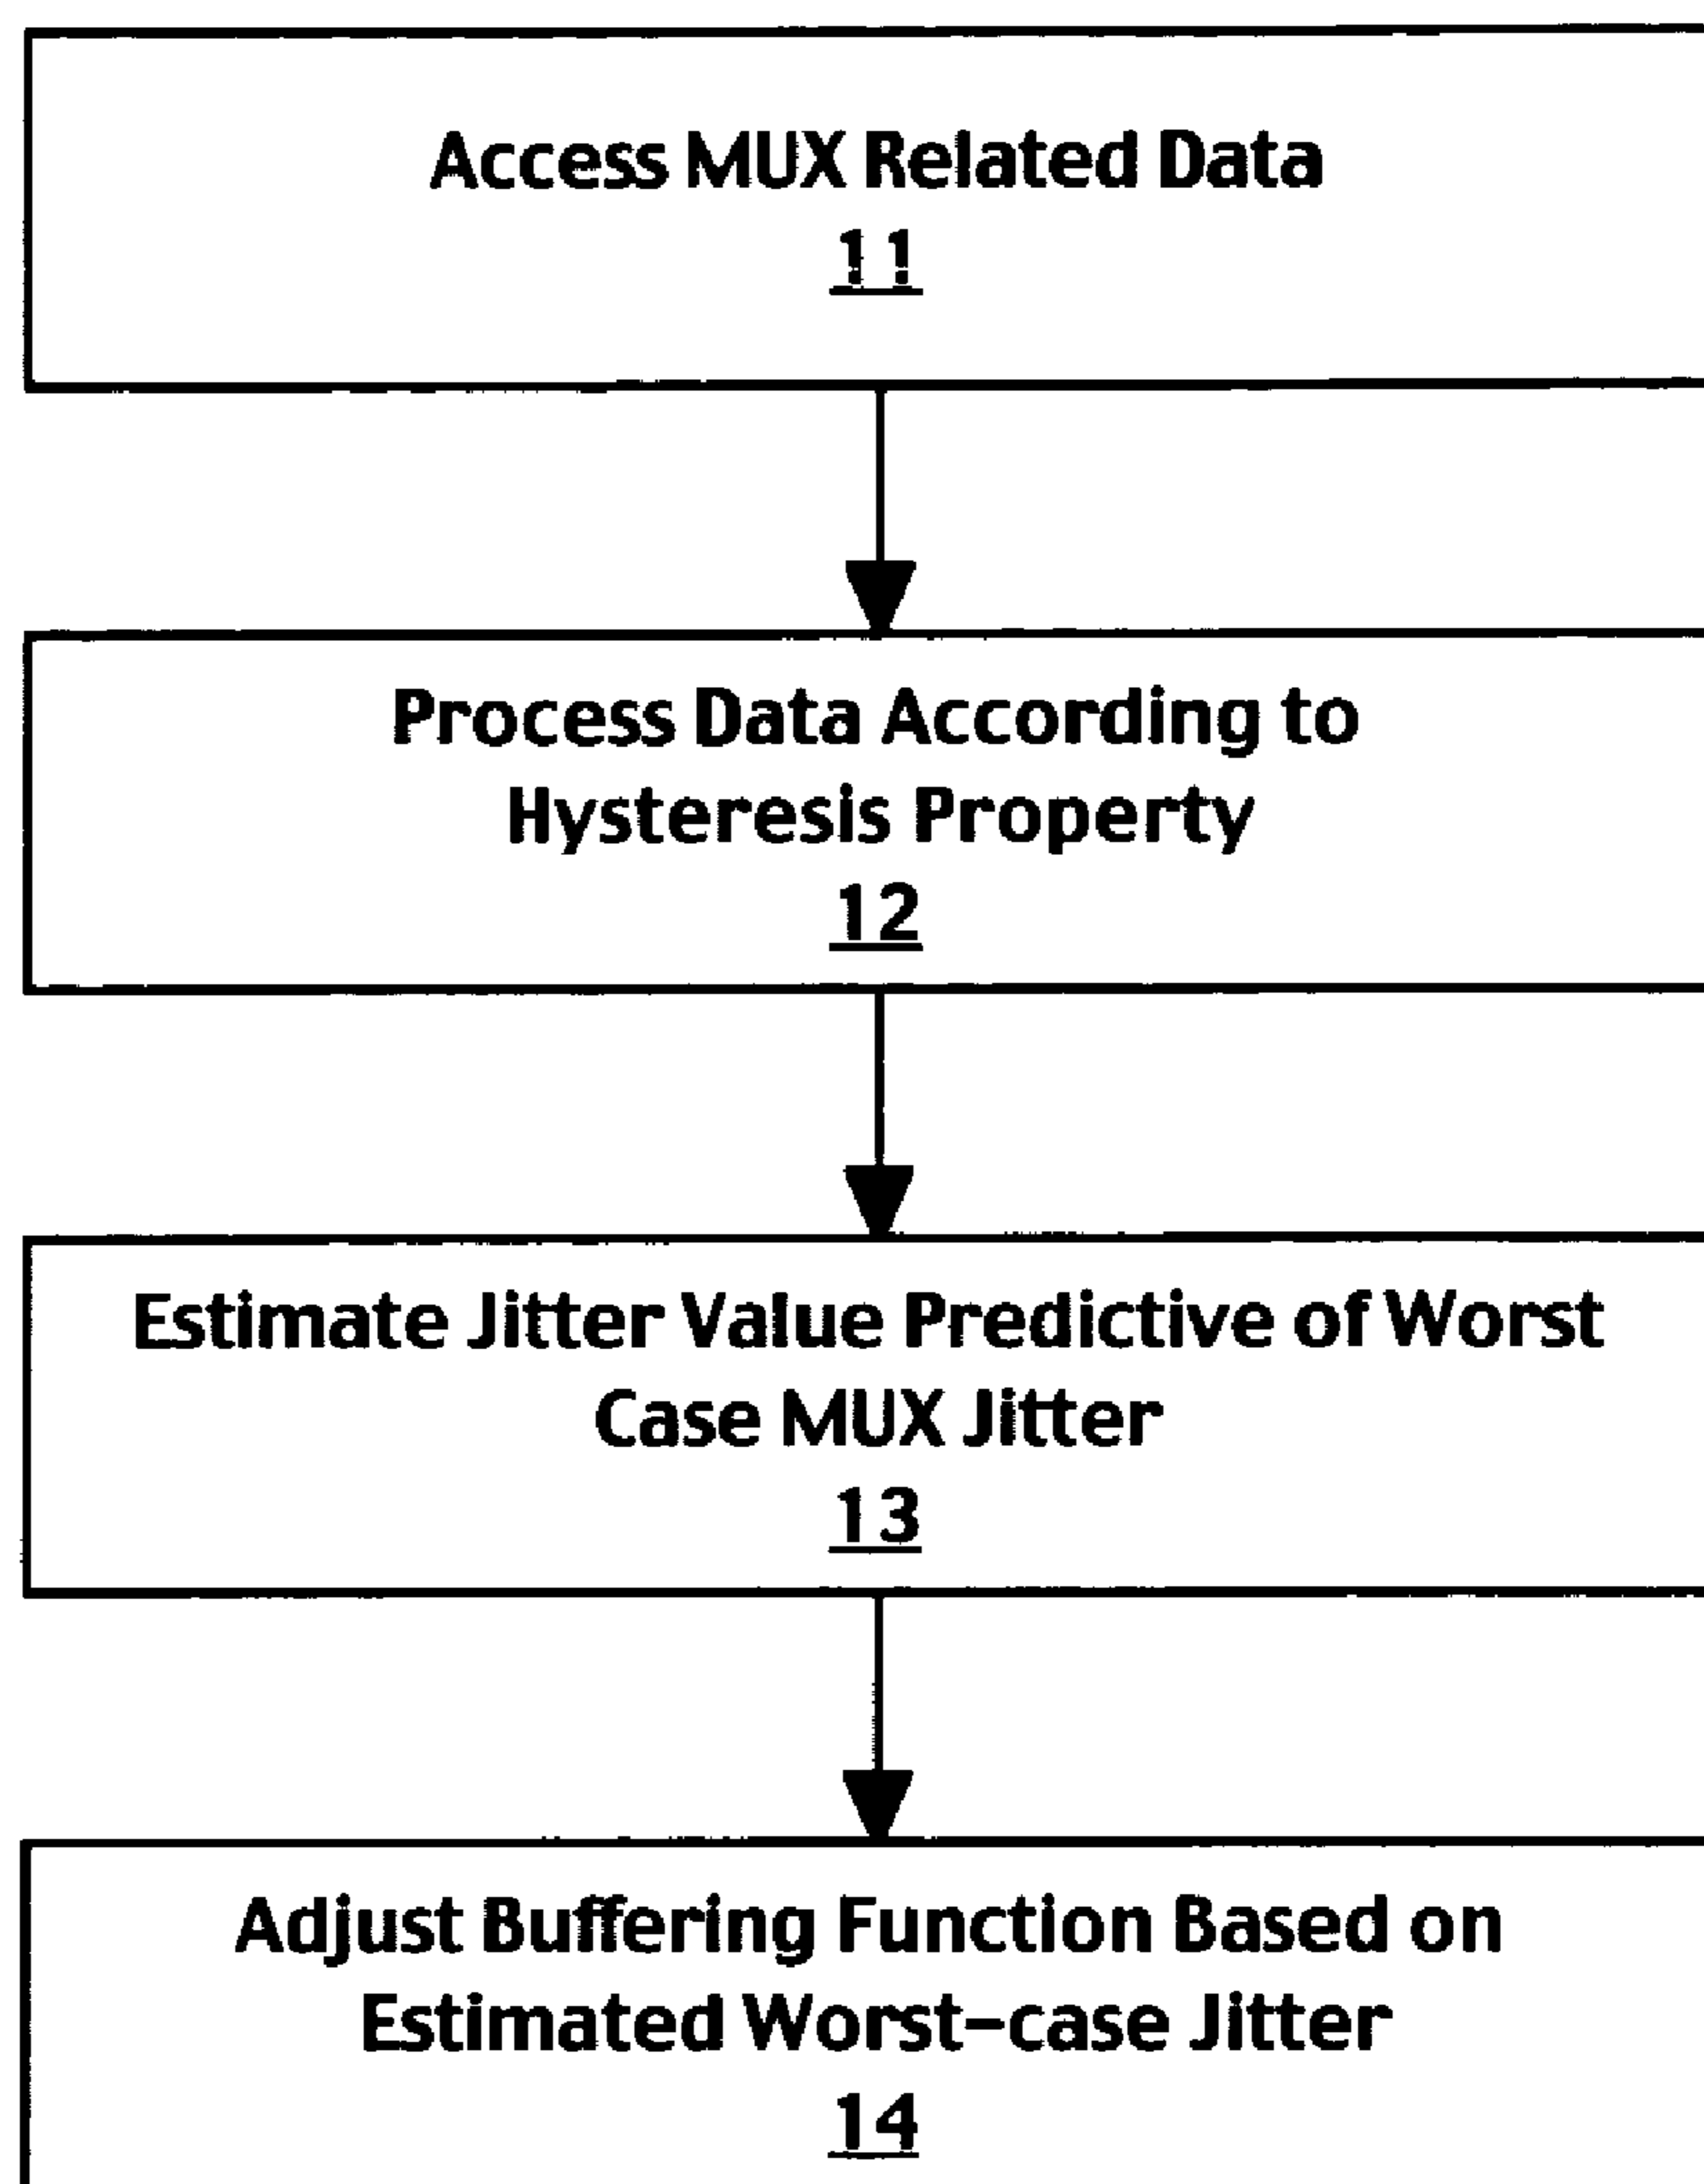 Access MUX Related Data
11
Process Data According to
Hysteresis Property
12
Estimate Jitter Value Predictive of Worst
Case MUX Jitter
13
Adjust Buffering Function Based on
Estimated Worst-case Jitter
14